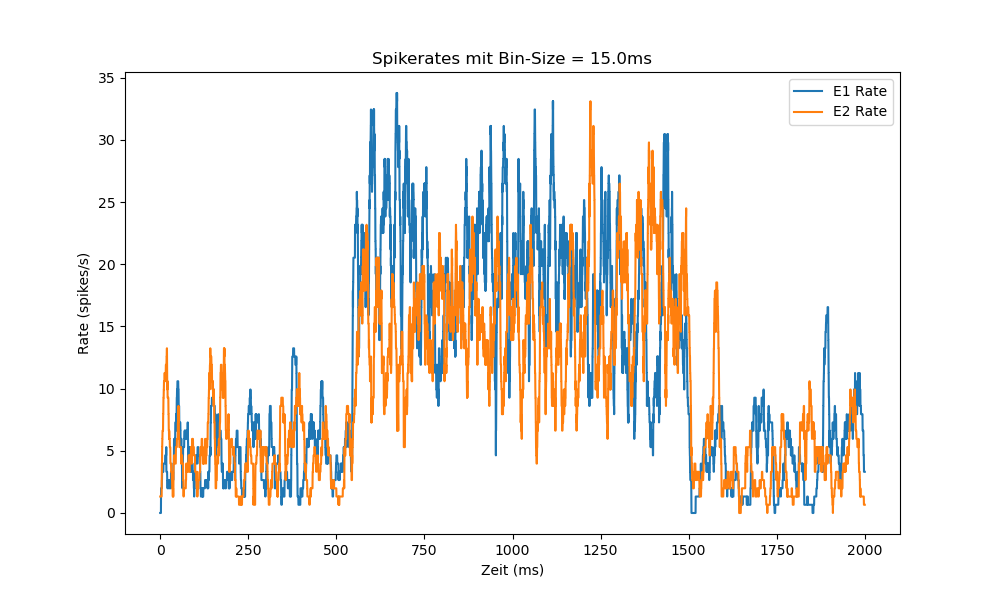 Spikerates mit Bin-Size = 15.0ms
E1 Rate
E2 Rate
Rate (spikes/s)
35
30
25
20
15
10
5
0
0 250 500 750 1000 1250 1500 1750 2000
Zeit (ms)